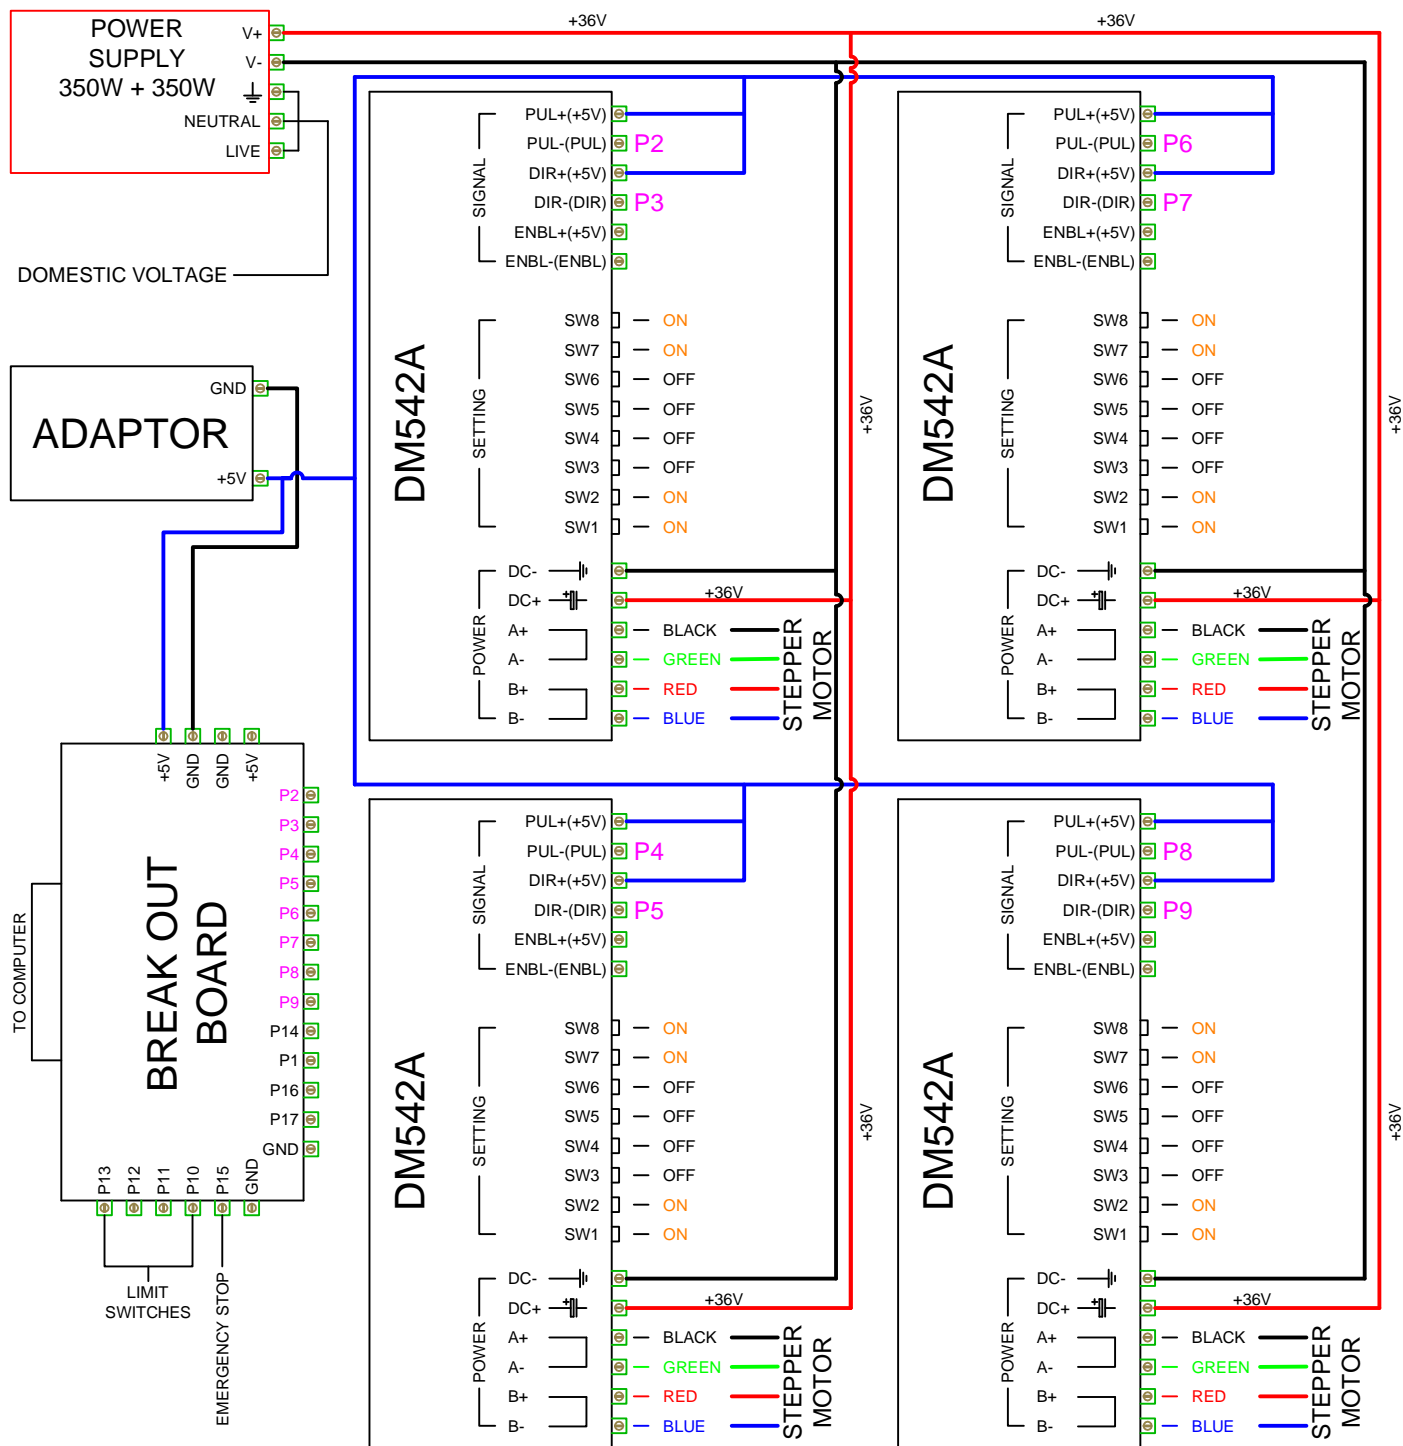 POWER
SUPPLY
350W + 350W
V+
V-
NEUTRAL
LIVE
DOMESTIC VOLTAGE
+36V
+36V
ADAPTOR
GND
+5V
BREAK OUT
BOARD
TO COMPUTER
+5V
GND
GND
+5V
P2
P3
P4
P5
P6
P7
P8
P9
P14
P1
P16
P17
GND
P13
P12
P11
P10
P15
GND
LIMIT
SWITCHES
EMERGENCY STOP
DM542A
SIGNAL
PUL+(+5V)
PUL-(PUL) P2
DIR+(+5V)
DIR-(DIR) P3
ENBL+(+5V)
ENBL-(ENBL)
SETTING
SW8 ON
SW7 ON
SW6 OFF
SW5 OFF
SW4 OFF
SW3 OFF
SW2 ON
SW1 ON
POWER
DC-
DC+ +36V
A+ BLACK
A- GREEN
B+ RED
B- BLUE
STEPPER
MOTOR
+36V
DM542A
SIGNAL
PUL+(+5V)
PUL-(PUL) P6
DIR+(+5V)
DIR-(DIR) P7
ENBL+(+5V)
ENBL-(ENBL)
SETTING
SW8 ON
SW7 ON
SW6 OFF
SW5 OFF
SW4 OFF
SW3 OFF
SW2 ON
SW1 ON
POWER
DC-
DC+ +36V
A+ BLACK
A- GREEN
B+ RED
B- BLUE
STEPPER
MOTOR
+36V
DM542A
SIGNAL
PUL+(+5V)
PUL-(PUL) P4
DIR+(+5V)
DIR-(DIR) P5
ENBL+(+5V)
ENBL-(ENBL)
SETTING
SW8 ON
SW7 ON
SW6 OFF
SW5 OFF
SW4 OFF
SW3 OFF
SW2 ON
SW1 ON
POWER
DC-
DC+ +36V
A+ BLACK
A- GREEN
B+ RED
B- BLUE
STEPPER
MOTOR
+36V
DM542A
SIGNAL
PUL+(+5V)
PUL-(PUL) P8
DIR+(+5V)
DIR-(DIR) P9
ENBL+(+5V)
ENBL-(ENBL)
SETTING
SW8 ON
SW7 ON
SW6 OFF
SW5 OFF
SW4 OFF
SW3 OFF
SW2 ON
SW1 ON
POWER
DC-
DC+ +36V
A+ BLACK
A- GREEN
B+ RED
B- BLUE
STEPPER
MOTOR
+36V